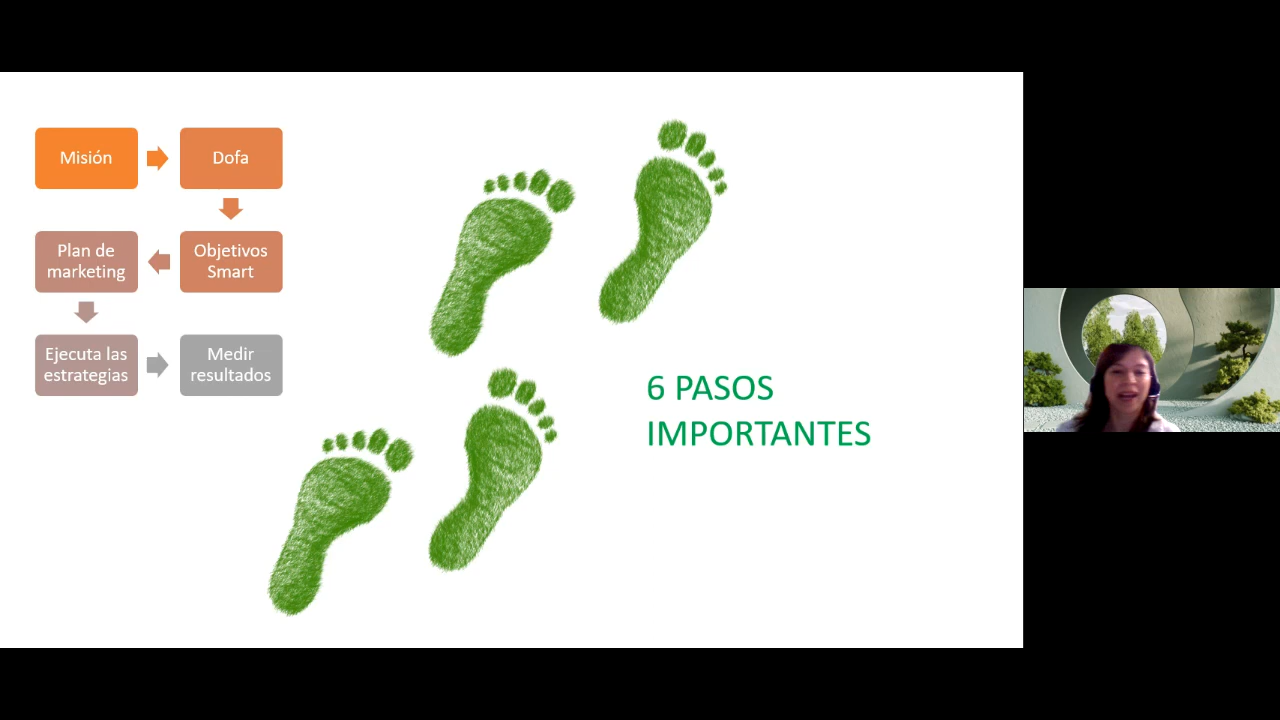 Misión
Dofa
Objetivos
Smart
Plan de
marketing
Ejecuta las
estrategias
Medir
resultados
6 PASOS
IMPORTANTES